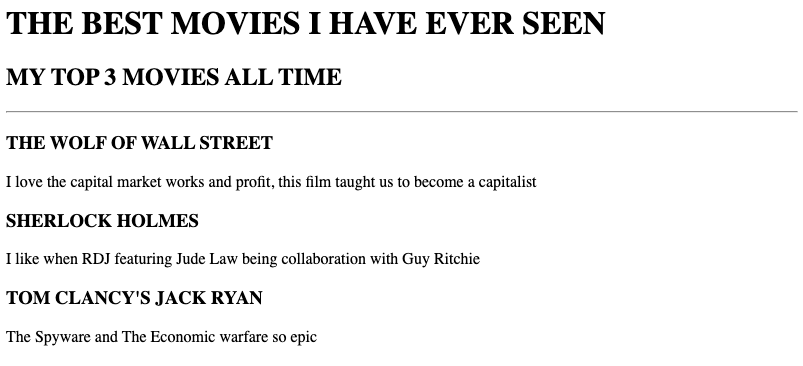 THE BEST MOVIES I HAVE EVER SEEN
MY TOP 3 MOVIES ALL TIME
THE WOLF OF WALL STREET
I love the capital market works and profit, this film taught us to become a capitalist
SHERLOCK HOLMES
I like when RDJ featuring Jude Law being collaboration with Guy Ritchie
TOM CLANCY'S JACK RYAN
The Spyware and The Economic warfare so epic